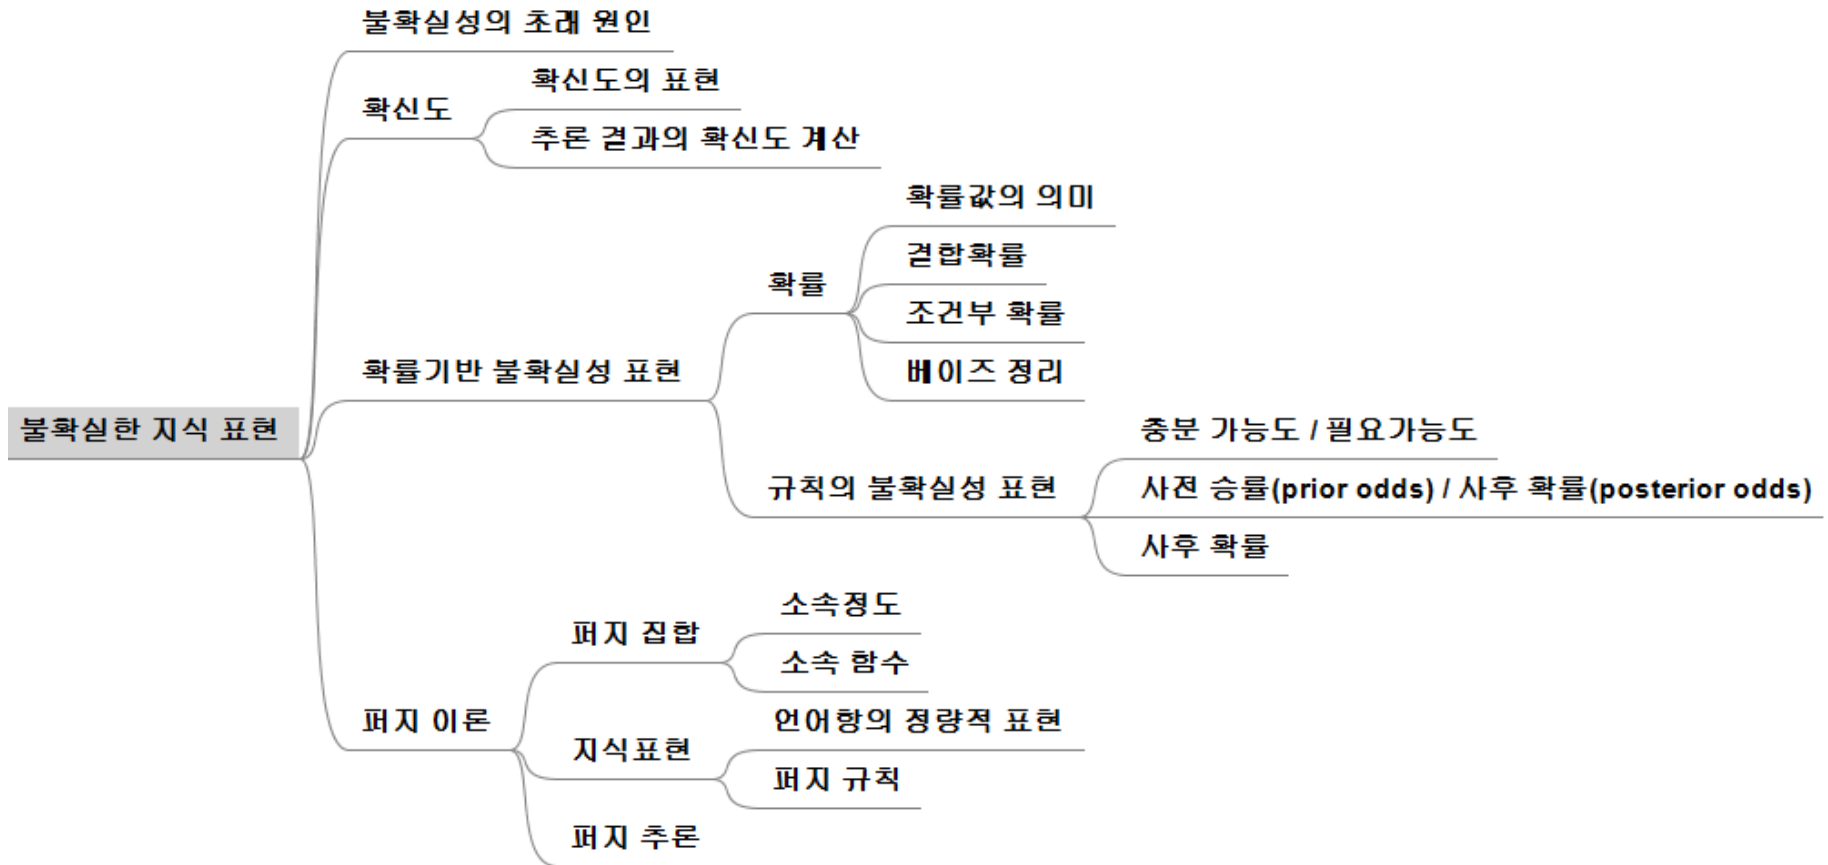 불확실성의 초래 원인
확신도의 표현
확신도
추론 결과의 확신도 계산
확률값의 의미
결합확률
확률
조건부 확률
확률기반 불확실성 표현
베이즈 정리
불확실한 지식 표현
충분 가능도 / 필요가능도
규칙의 불확실성 표현
사전 승률(prior odds) / 사후 확률(posterior odds)
사후 확률
소속정도
퍼지 집합
소속 함수
퍼지 이론
언어항의 정량적 표현
지식표현
퍼지 규칙
퍼지 추론